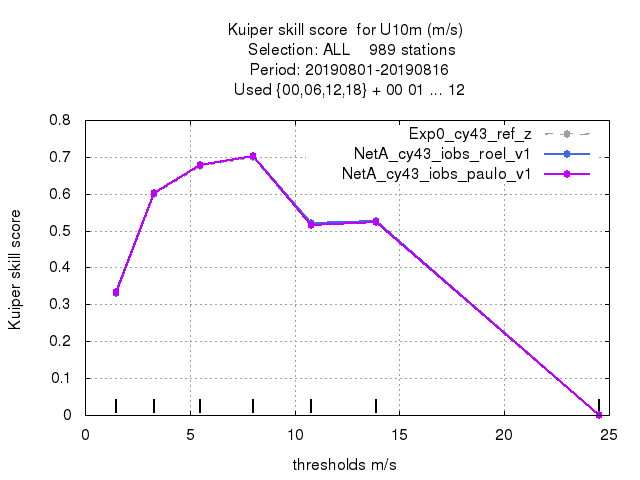 Kuiper skill score  for U10m (m/s)
Selection: ALL    989 stations
Period: 20190801-20190816
Used {00,06,12,18} + 00 01 ... 12
Exp0_cy43_ref_z
NetA_cy43_iobs_roel_v1
NetA_cy43_iobs_paulo_v1
Kuiper skill score
0.8
0.7
0.6
0.5
0.4
0.3
0.2
0.1
0
0 5 10 15 20 25
thresholds m/s